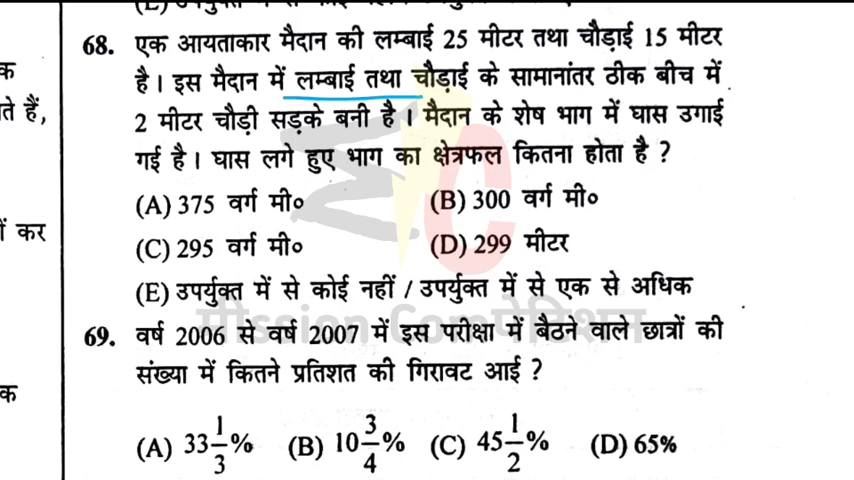 68. एक आयताकार मैदान की लम्बाई 25 मीटर तथा चौड़ाई 15 मीटर
है। इस मैदान में लम्बाई तथा चौड़ाई के सामानांतर ठीक बीच में
2 मीटर चौड़ी सड़के बनी है। मैदान के शेष भाग में घास उगाई
गई है। घास लगे हुए भाग का क्षेत्रफल कितना होता है ?
(A) 375 वर्ग मी० (B) 300 वर्ग मी०
(C) 295 वर्ग मी० (D) 299 मीटर
(E) उपर्युक्त में से कोई नहीं / उपर्युक्त में से एक से अधिक
69. वर्ष 2006 से वर्ष 2007 में इस परीक्षा में बैठने वाले छात्रों की
संख्या में कितने प्रतिशत की गिरावट आई ?
(A) 33 1/3% (B) 10 3/4% (C) 45 1/2% (D) 65%
क
ते हैं,
कर
क
मीssion Comपेटिशन